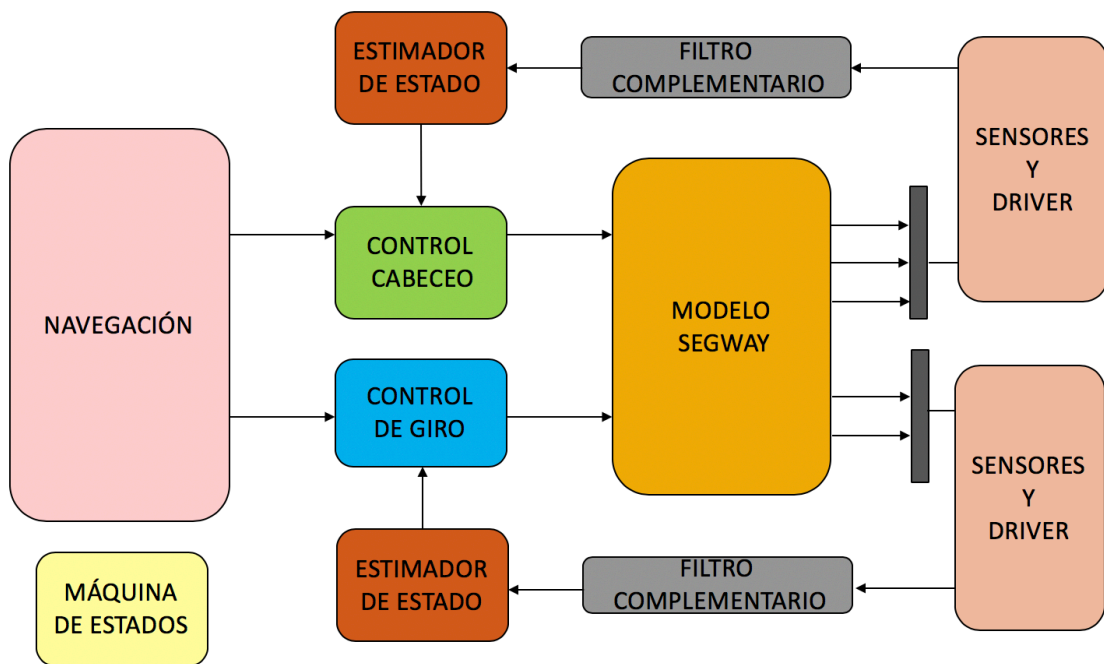 ESTIMADOR
DE ESTADO
FILTRO
COMPLEMENTARIO
SENSORES
Y
DRIVER
NAVEGACIÓN
CONTROL
CABECEO
MODELO
SEGWAY
CONTROL
DE GIRO
SENSORES
Y
DRIVER
MÁQUINA
DE ESTADOS
ESTIMADOR
DE ESTADO
FILTRO
COMPLEMENTARIO